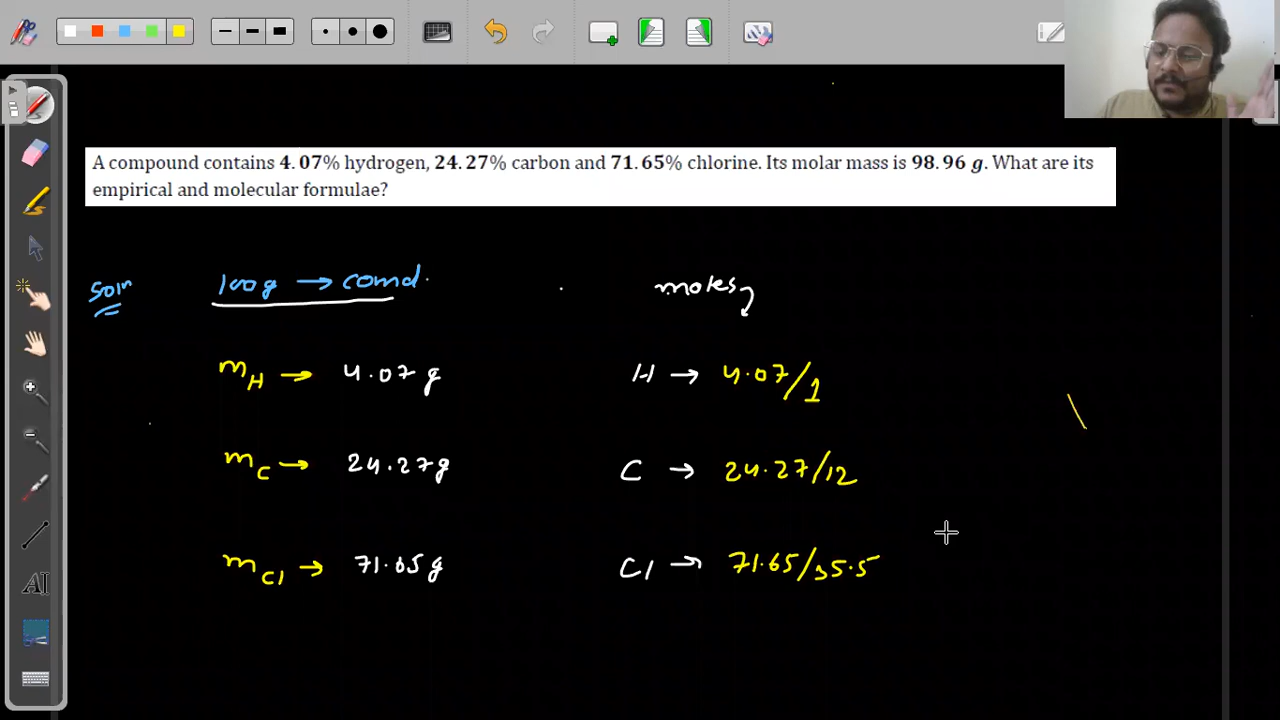 A compound contains 4.07% hydrogen, 24.27% carbon and 71.65% chlorine. Its molar mass is 98.96 g. What are its
empirical and molecular formulae?
Soln 100g → comd. moles
mH → 4.07 g H → 4.07/1
mC → 24.27g C → 24.27/12
mCl → 71.65g Cl → 71.65/35.5